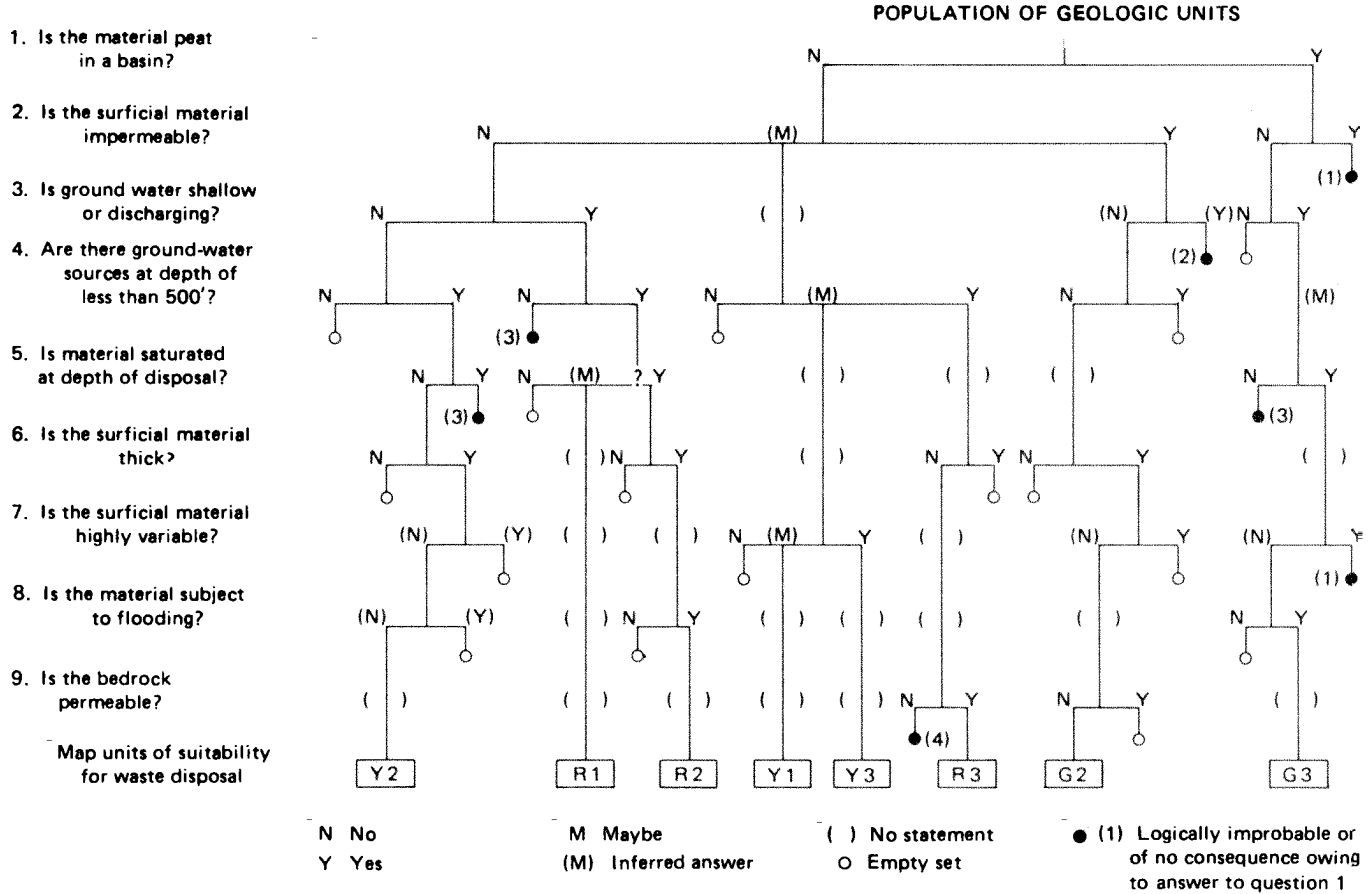 POPULATION OF GEOLOGIC UNITS
1. Is the material peat
in a basin?
N Y
2. Is the surficial material
impermeable?
N (M) Y N Y
(1)
3. Is ground water shallow
or discharging?
N Y ( ) (N) (Y) N Y
(2)
4. Are there ground-water
sources at depth of
less than 500'?
N Y N Y N (M) Y N Y (M)
(3)
5. Is material saturated
at depth of disposal?
N Y N (M) ? Y ( ) ( ) ( ) N Y
(3) (3)
6. Is the surficial material
thick?
N Y ( ) N Y ( ) N Y N Y ( )
7. Is the surficial material
highly variable?
(N) (Y) ( ) ( ) N (M) Y ( ) (N) Y (N) Y
(1)
8. Is the material subject
to flooding?
(N) (Y) ( ) N Y ( ) ( ) ( ) ( ) N Y
9. Is the bedrock
permeable?
( ) ( ) ( ) ( ) ( ) N Y N Y ( )
(4)
Map units of suitability
for waste disposal
Y2 R1 R2 Y1 Y3 R3 G2 G3
N No
Y Yes
M Maybe
(M) Inferred answer
( ) No statement
O Empty set
● (1) Logically improbable or
of no consequence owing
to answer to question 1